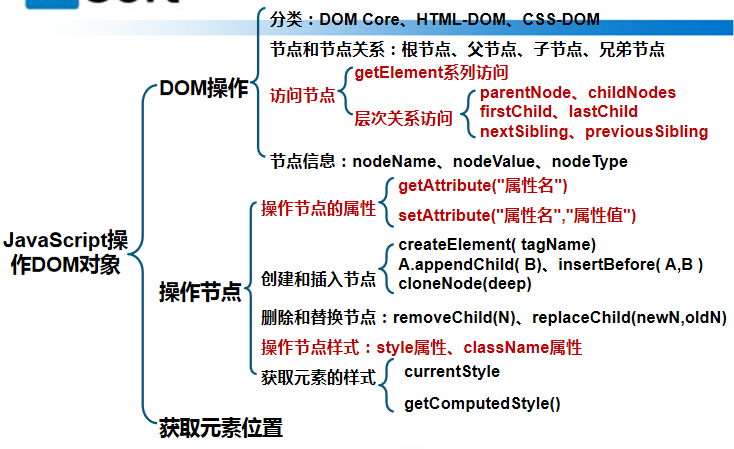 分类：DOM Core、HTML-DOM、CSS-DOM
节点和节点关系：根节点、父节点、子节点、兄弟节点
DOM操作
访问节点
getElement系列访问
层次关系访问
parentNode、childNodes
firstChild、lastChild
nextSibling、previousSibling
节点信息：nodeName、nodeValue、nodeType
JavaScript操
作DOM对象
操作节点
操作节点的属性
getAttribute("属性名")
setAttribute("属性名","属性值")
创建和插入节点
createElement( tagName)
A.appendChild( B)、insertBefore( A,B )
cloneNode(deep)
删除和替换节点：removeChild(N)、replaceChild(newN,oldN)
操作节点样式：style属性、className属性
获取元素的样式
currentStyle
getComputedStyle()
获取元素位置